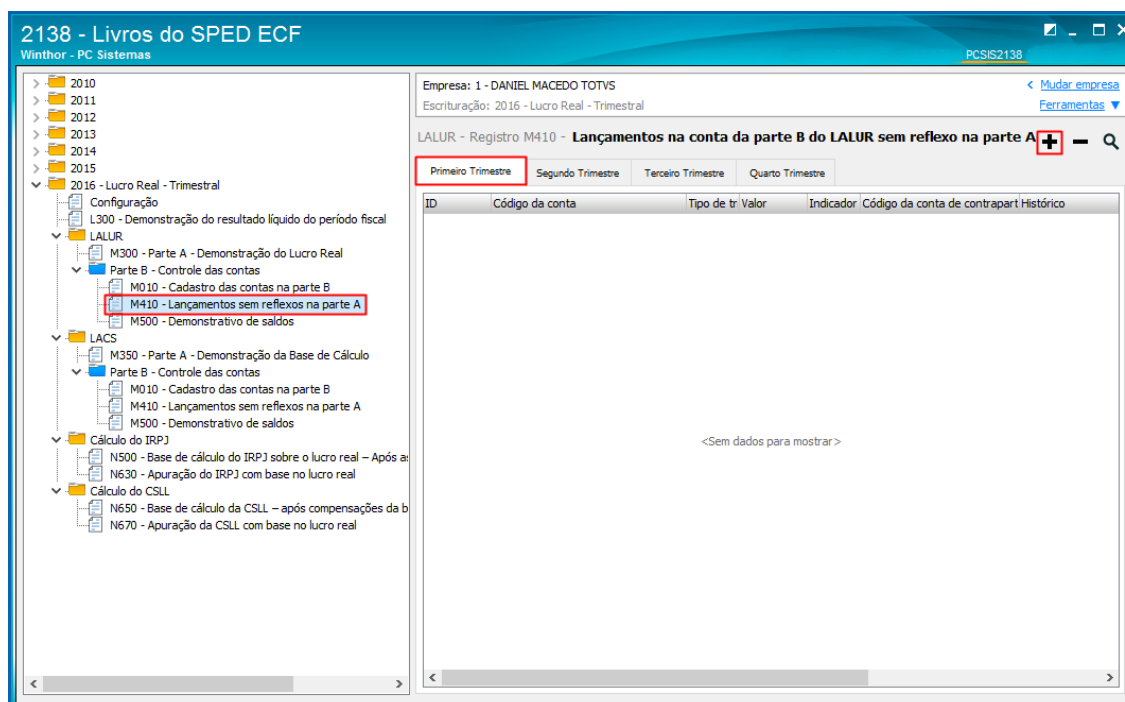 2138 - Livros do SPED ECF
Winthor - PC Sistemas
PCSIS2138
2010
2011
2012
2013
2014
2015
2016 - Lucro Real - Trimestral
Configuração
L300 - Demonstração do resultado líquido do período fiscal
LALUR
M300 - Parte A - Demonstração do Lucro Real
Parte B - Controle das contas
M010 - Cadastro das contas na parte B
M410 - Lançamentos sem reflexos na parte A
M500 - Demonstrativo de saldos
LACS
M350 - Parte A - Demonstração da Base de Cálculo
Parte B - Controle das contas
M010 - Cadastro das contas na parte B
M410 - Lançamentos sem reflexos na parte A
M500 - Demonstrativo de saldos
Cálculo do IRPJ
N500 - Base de cálculo do IRPJ sobre o lucro real – Após as
N630 - Apuração do IRPJ com base no lucro real
Cálculo do CSLL
N650 - Base de cálculo da CSLL – após compensações da b
N670 - Apuração da CSLL com base no lucro real
Empresa: 1 - DANIEL MACEDO TOTVS
< Mudar empresa
Escrituração: 2016 - Lucro Real - Trimestral
Ferramentas ▼
LALUR - Registro M410 - Lançamentos na conta da parte B do LALUR sem reflexo na parte A
Primeiro Trimestre Segundo Trimestre Terceiro Trimestre Quarto Trimestre
ID Código da conta Tipo de tr Valor Indicador Código da conta de contrapart Histórico
<Sem dados para mostrar>